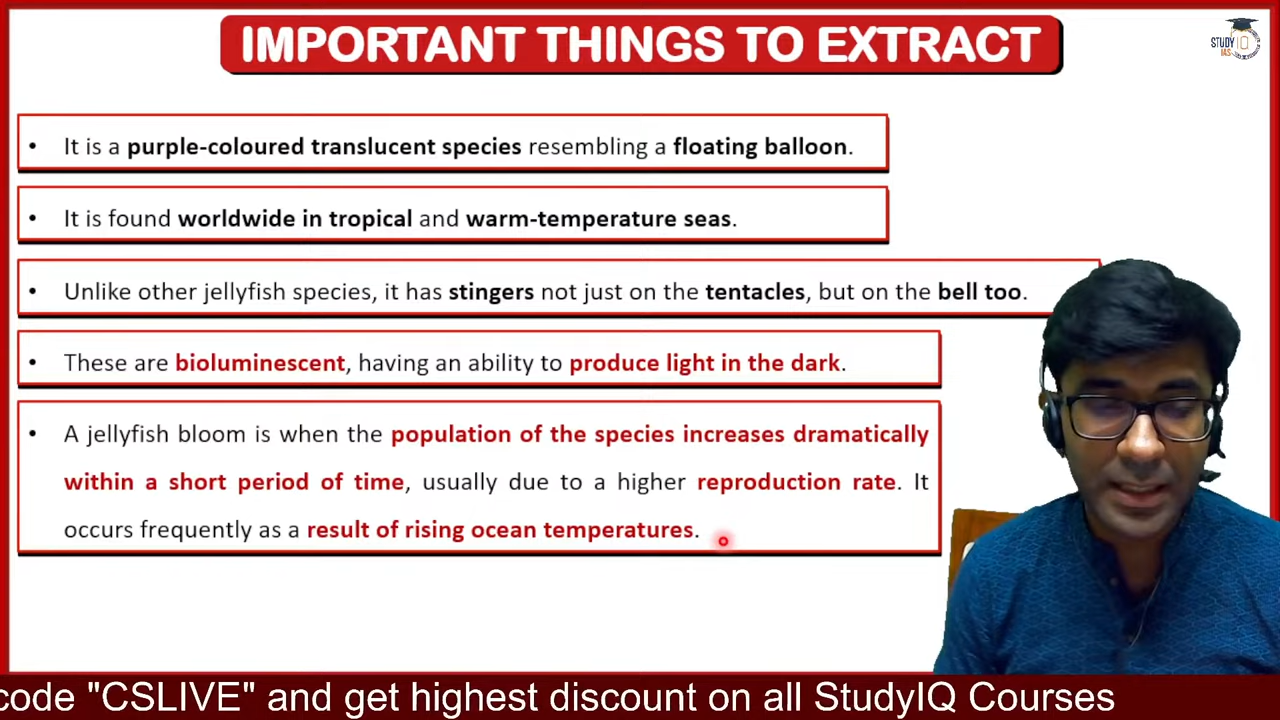 IMPORTANT THINGS TO EXTRACT
STUDY IQ
IAS
• It is a purple-coloured translucent species resembling a floating balloon.
• It is found worldwide in tropical and warm-temperature seas.
• Unlike other jellyfish species, it has stingers not just on the tentacles, but on the bell too.
• These are bioluminescent, having an ability to produce light in the dark.
• A jellyfish bloom is when the population of the species increases dramatically
within a short period of time, usually due to a higher reproduction rate. It
occurs frequently as a result of rising ocean temperatures.
code "CSLIVE" and get highest discount on all StudyIQ Courses